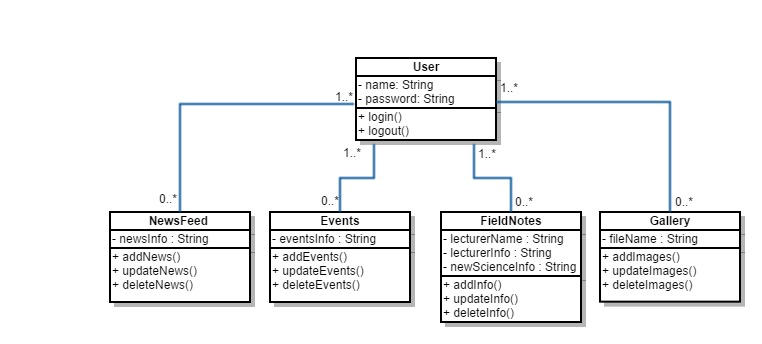 User
- name: String
- password: String
+ login()
+ logout()
1..*
1..*
1..*
1..*
0..*
0..*
0..*
0..*
NewsFeed
- newsInfo : String
+ addNews()
+ updateNews()
+ deleteNews()
Events
- eventsInfo : String
+ addEvents()
+ updateEvents()
+ deleteEvents()
FieldNotes
- lecturerName : String
- lecturerInfo : String
- newScienceInfo : String
+ addInfo()
+ updateInfo()
+ deleteInfo()
Gallery
- fileName : String
+ addImages()
+ updateImages()
+ deleteImages()